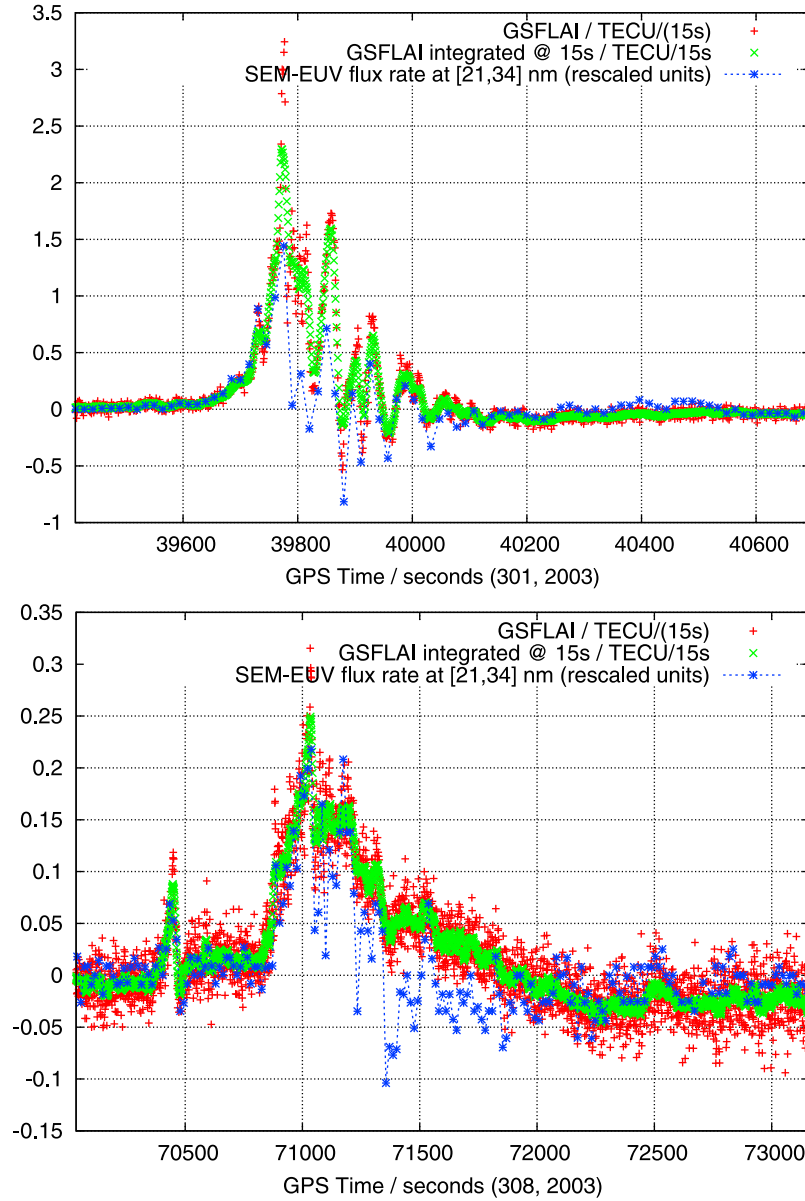 3.5
3
2.5
2
1.5
1
0.5
0
-0.5
-1
GSFLAI / TECU/(15s)
GSFLAI integrated @ 15s / TECU/15s
SEM-EUV flux rate at [21,34] nm (rescaled units)
39600 39800 40000 40200 40400 40600
GPS Time / seconds (301, 2003)
0.35
0.3
0.25
0.2
0.15
0.1
0.05
0
-0.05
-0.1
-0.15
GSFLAI / TECU/(15s)
GSFLAI integrated @ 15s / TECU/15s
SEM-EUV flux rate at [21,34] nm (rescaled units)
70500 71000 71500 72000 72500 73000
GPS Time / seconds (308, 2003)